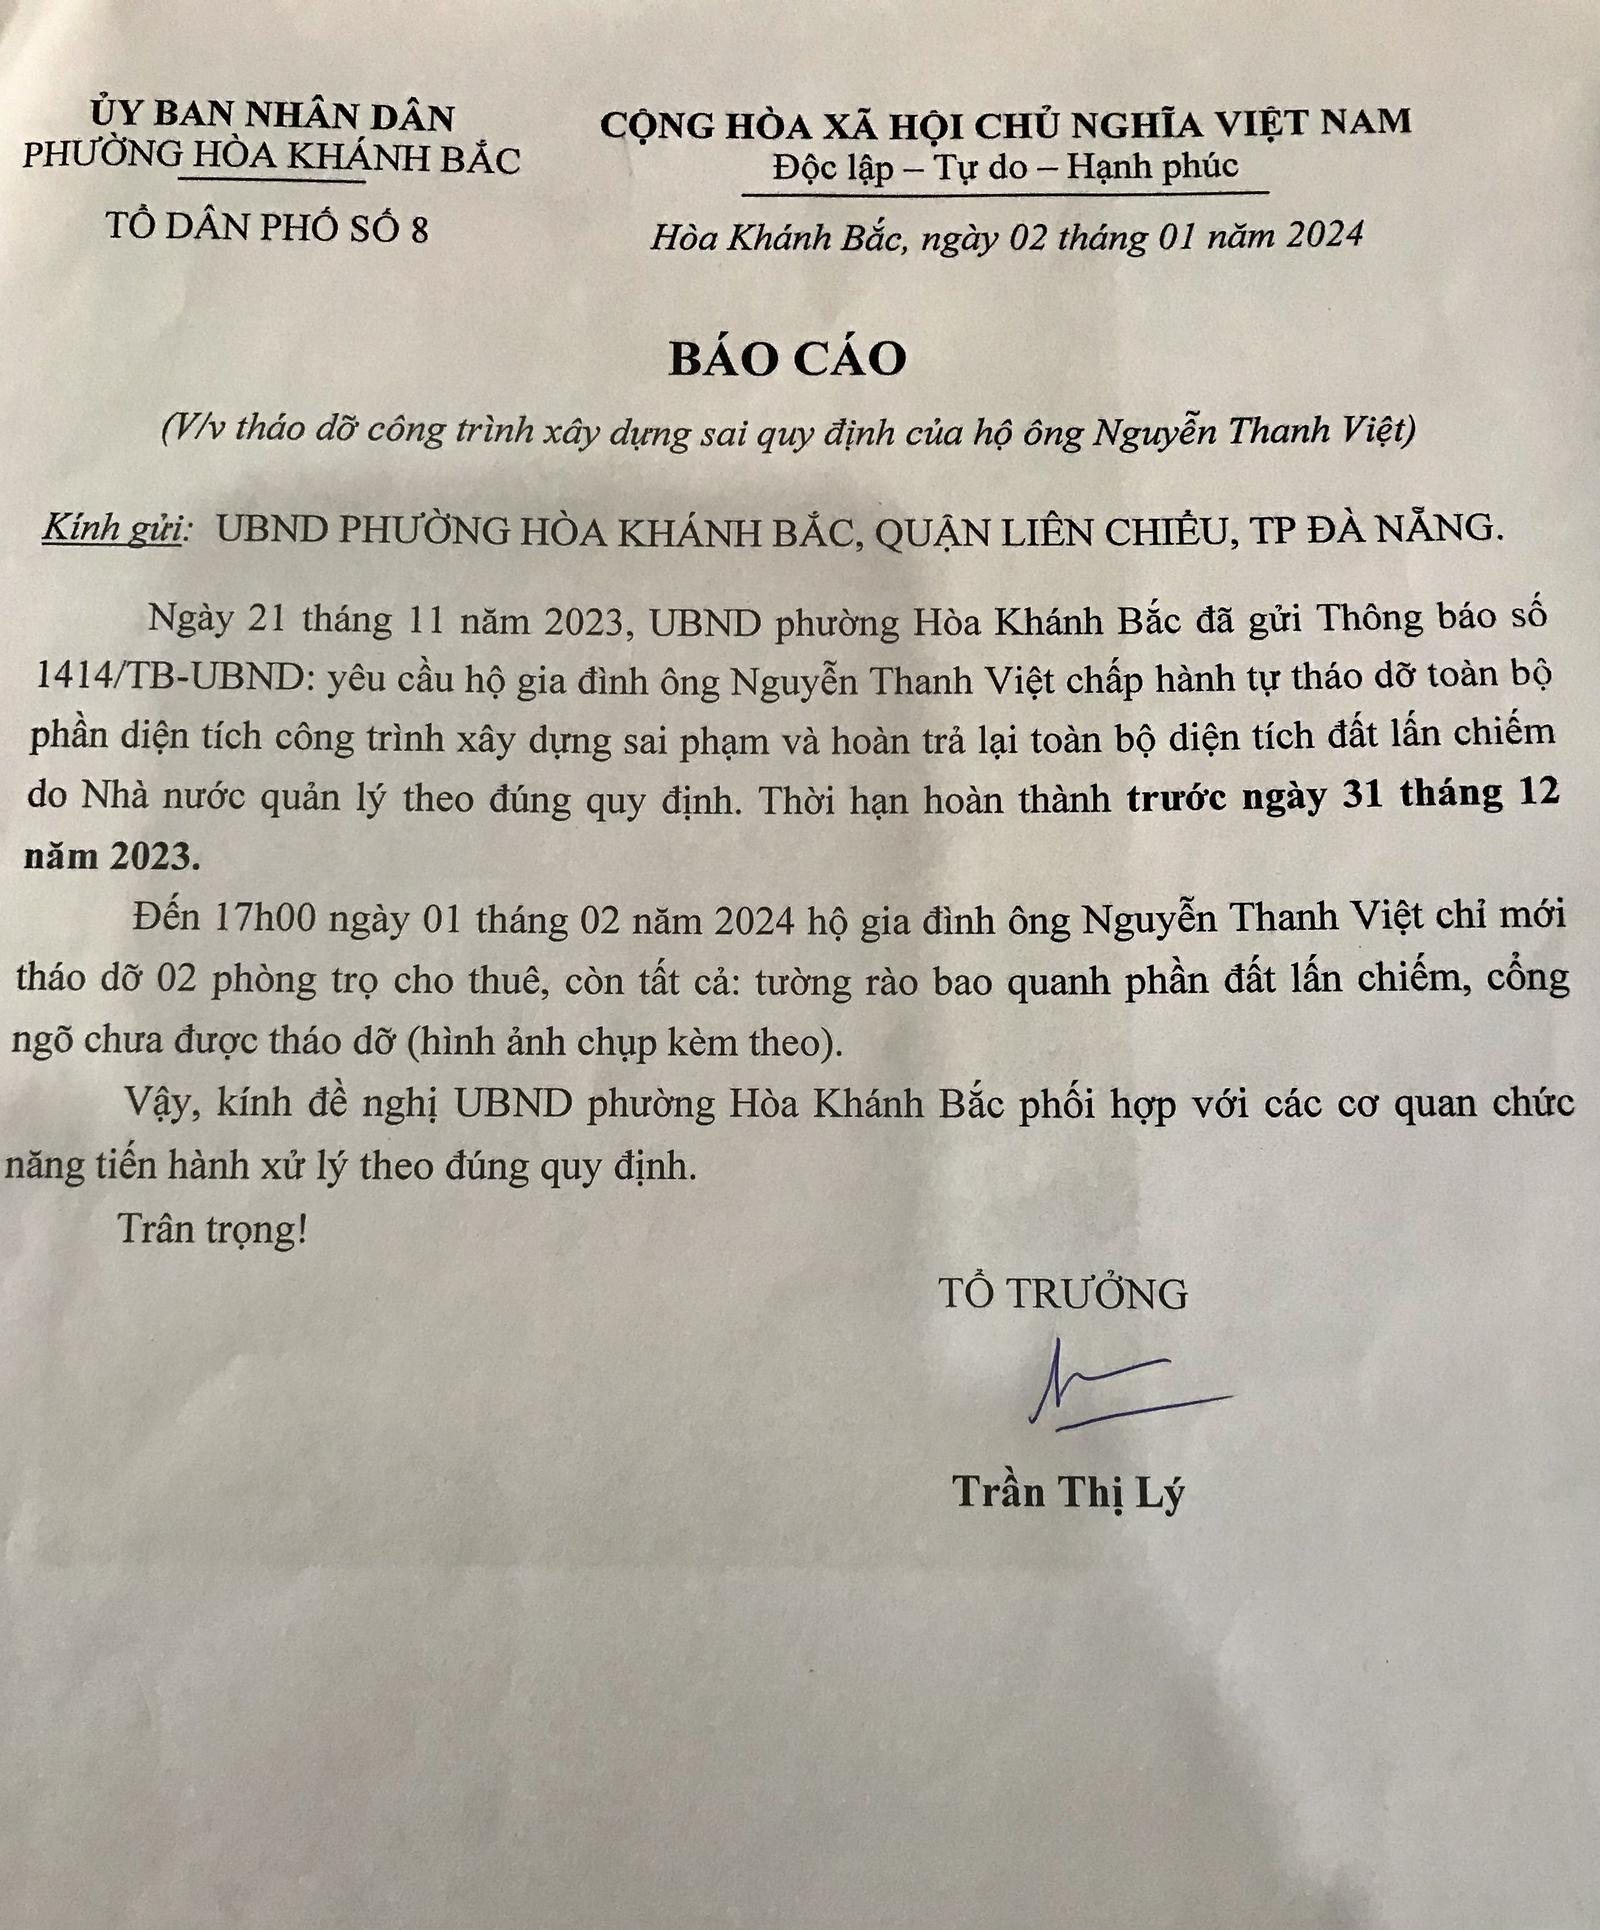 ỦY BAN NHÂN DÂN
PHƯỜNG HÒA KHÁNH BẮC
TỔ DÂN PHỐ SỐ 8
CỘNG HÒA XÃ HỘI CHỦ NGHĨA VIỆT NAM
Độc lập – Tự do – Hạnh phúc
Hòa Khánh Bắc, ngày 02 tháng 01 năm 2024
BÁO CÁO
(V/v tháo dỡ công trình xây dựng sai quy định của hộ ông Nguyễn Thanh Việt)
Kính gửi: UBND PHƯỜNG HÒA KHÁNH BẮC, QUẬN LIÊN CHIỂU, TP ĐÀ NẴNG.
Ngày 21 tháng 11 năm 2023, UBND phường Hòa Khánh Bắc đã gửi Thông báo số
1414/TB-UBND: yêu cầu hộ gia đình ông Nguyễn Thanh Việt chấp hành tự tháo dỡ toàn bộ
phần diện tích công trình xây dựng sai phạm và hoàn trả lại toàn bộ diện tích đất lấn chiếm
do Nhà nước quản lý theo đúng quy định. Thời hạn hoàn thành trước ngày 31 tháng 12
năm 2023.
Đến 17h00 ngày 01 tháng 02 năm 2024 hộ gia đình ông Nguyễn Thanh Việt chỉ mới
tháo dỡ 02 phòng trọ cho thuê, còn tất cả: tường rào bao quanh phần đất lấn chiếm, cổng
ngõ chưa được tháo dỡ (hình ảnh chụp kèm theo).
Vậy, kính đề nghị UBND phường Hòa Khánh Bắc phối hợp với các cơ quan chức
năng tiến hành xử lý theo đúng quy định.
Trân trọng!
TỔ TRƯỞNG
Trần Thị Lý